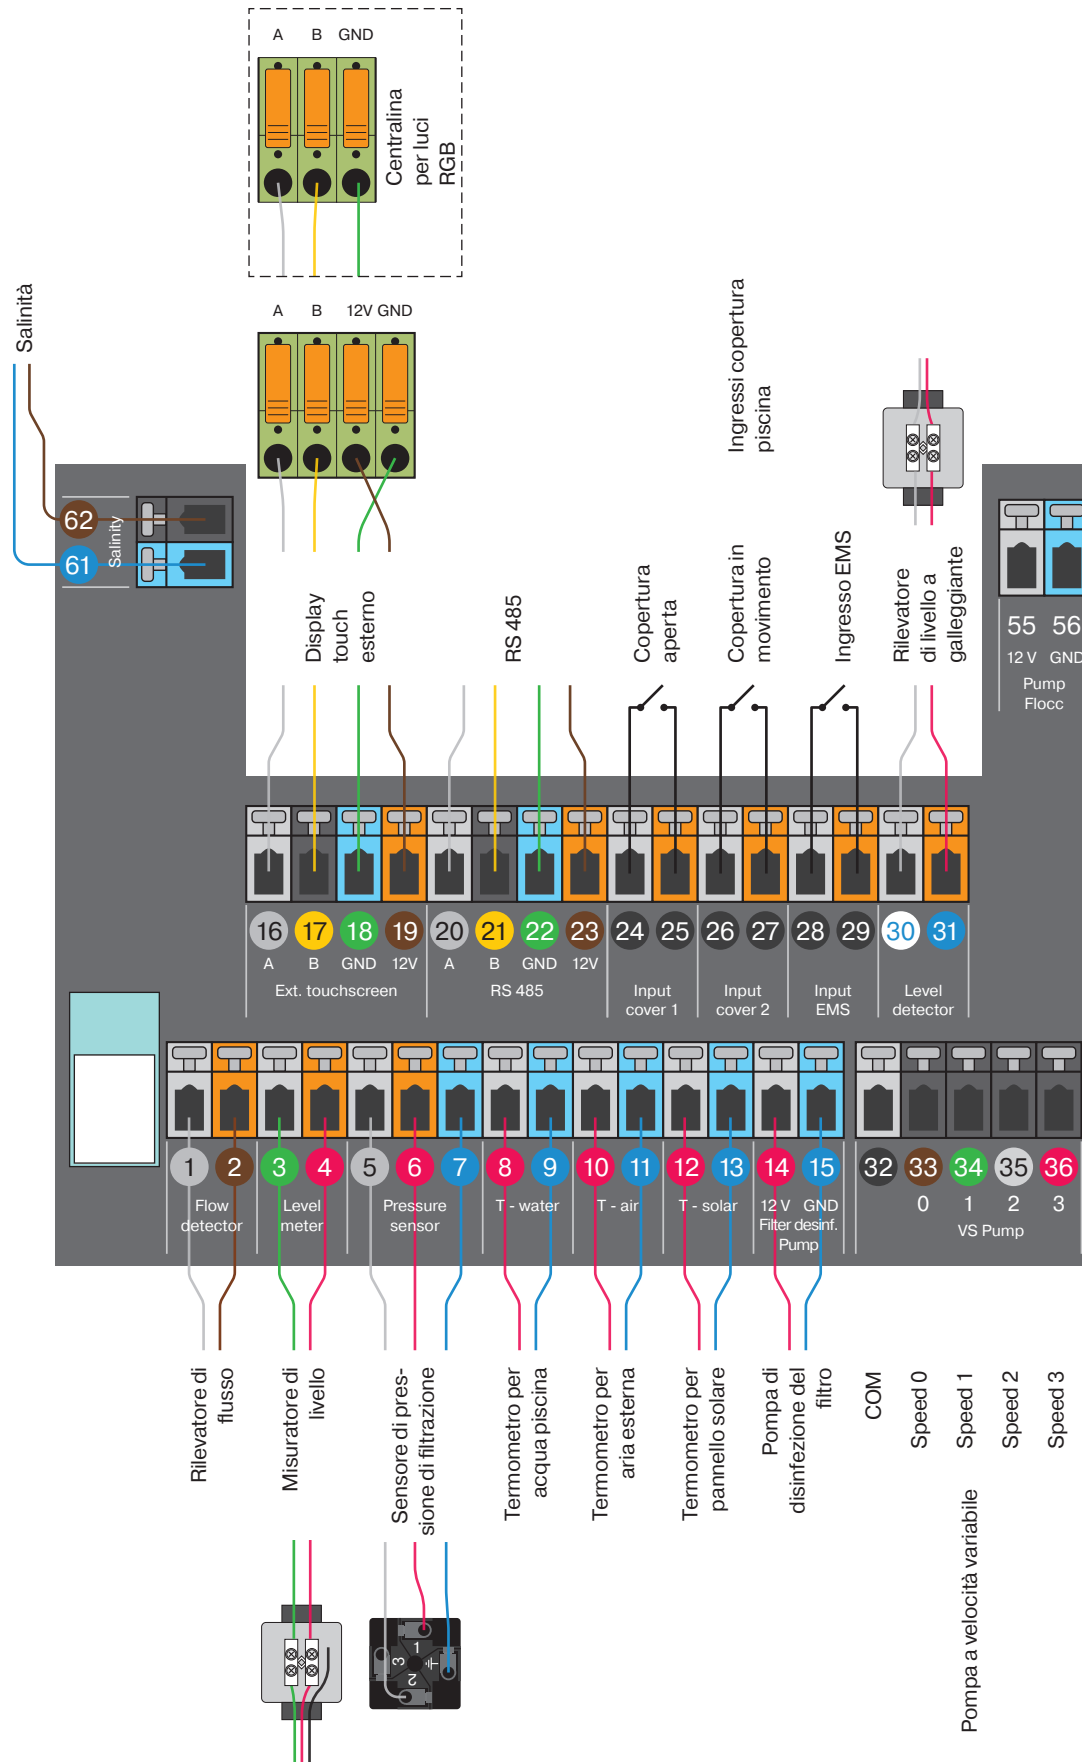 A B GND
Centralina
per luci
RGB
Salinità
A B 12V GND
Ingressi copertura
piscina
62
61
Salinity
Display
touch
esterno
RS 485
Copertura
aperta
Copertura in
movimento
Ingresso EMS
Rilevatore
di livello a
galleggiante
55 56
12 V GND
Pump
Flocc
16 17 18 19 20 21 22 23 24 25 26 27 28 29 30 31
A B GND 12V A B GND 12V
Ext. touchscreen
RS 485
Input
cover 1
Input
cover 2
Input
EMS
Level
detector
1 2 3 4 5 6 7 8 9 10 11 12 13 14 15 32 33 34 35 36
Flow
detector
Level
meter
Pressure
sensor
T - water
T - air
T - solar
12 V GND
Filter desinf.
Pump
0 1 2 3
VS Pump
Rilevatore di
flusso
Misuratore di
livello
Sensore di pres-
sione di filtrazione
Termometro per
acqua piscina
Termometro per
aria esterna
Termometro per
pannello solare
Pompa di
disinfezione del
filtro
COM
Speed 0
Speed 1
Speed 2
Speed 3
Pompa a velocità variabile
1
3
2